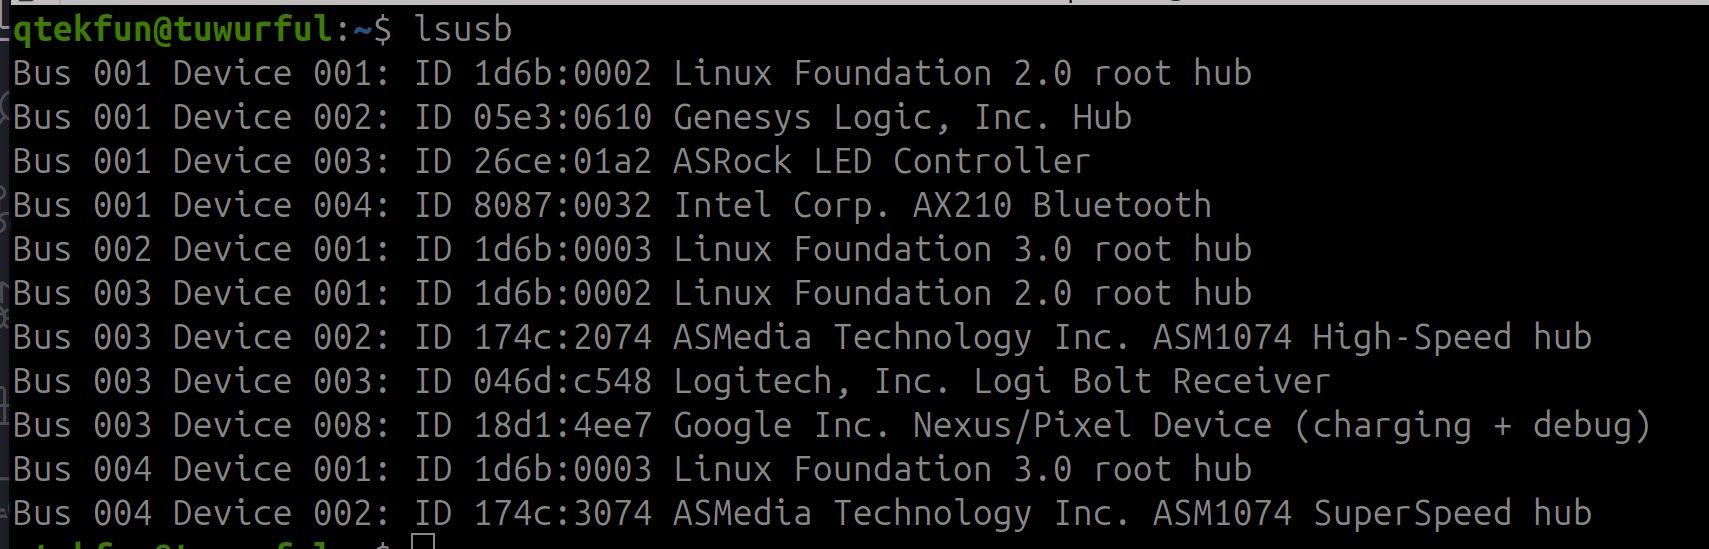 qtekfun@tuwurful:~$ lsusb
Bus 001 Device 001: ID 1d6b:0002 Linux Foundation 2.0 root hub
Bus 001 Device 002: ID 05e3:0610 Genesys Logic, Inc. Hub
Bus 001 Device 003: ID 26ce:01a2 ASRock LED Controller
Bus 001 Device 004: ID 8087:0032 Intel Corp. AX210 Bluetooth
Bus 002 Device 001: ID 1d6b:0003 Linux Foundation 3.0 root hub
Bus 003 Device 001: ID 1d6b:0002 Linux Foundation 2.0 root hub
Bus 003 Device 002: ID 174c:2074 ASMedia Technology Inc. ASM1074 High-Speed hub
Bus 003 Device 003: ID 046d:c548 Logitech, Inc. Logi Bolt Receiver
Bus 003 Device 008: ID 18d1:4ee7 Google Inc. Nexus/Pixel Device (charging + debug)
Bus 004 Device 001: ID 1d6b:0003 Linux Foundation 3.0 root hub
Bus 004 Device 002: ID 174c:3074 ASMedia Technology Inc. ASM1074 SuperSpeed hub
qtekfun@tuwurful:~$